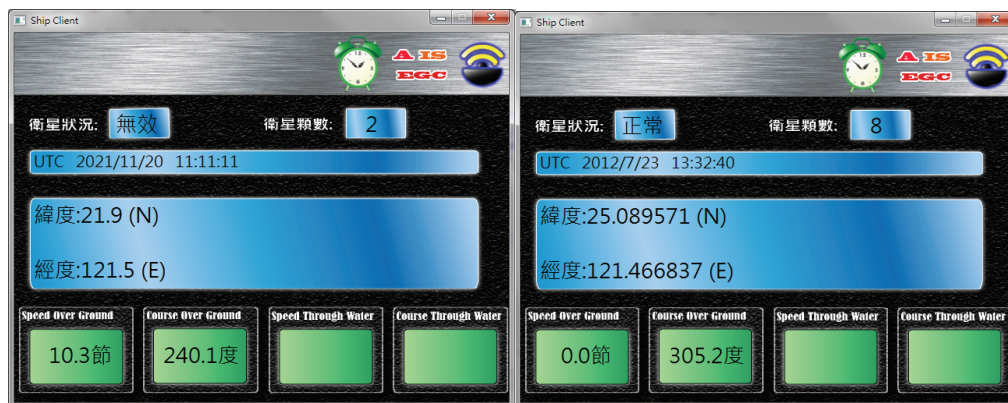 Ship Client
A IS
EGC
衛星狀況: 無效 衛星顆數: 2
UTC 2021/11/20 11:11:11
緯度:21.9 (N)
經度:121.5 (E)
Speed Over Ground Course Over Ground Speed Through Water Course Through Water
10.3節 240.1度
Ship Client
A IS
EGC
衛星狀況: 正常 衛星顆數: 8
UTC 2012/7/23 13:32:40
緯度:25.089571 (N)
經度:121.466837 (E)
Speed Over Ground Course Over Ground Speed Through Water Course Through Water
0.0節 305.2度